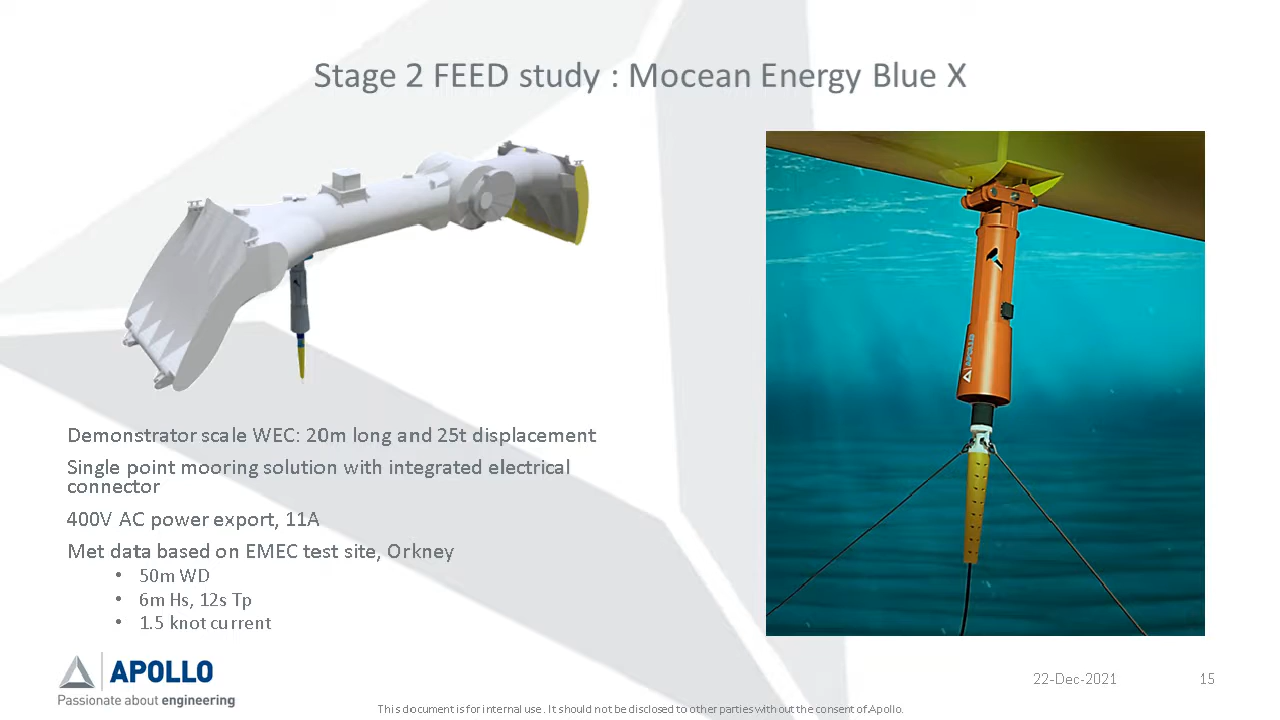 Stage 2 FEED study : Mocean Energy Blue X
APOLLO
Demonstrator scale WEC: 20m long and 25t displacement
Single point mooring solution with integrated electrical
connector
400V AC power export, 11A
Met data based on EMEC test site, Orkney
• 50m WD
• 6m Hs, 12s Tp
• 1.5 knot current
APOLLO
Passionate about engineering
22-Dec-2021
15
This document is for internal use. It should not be disclosed to other parties without the consent of Apollo.